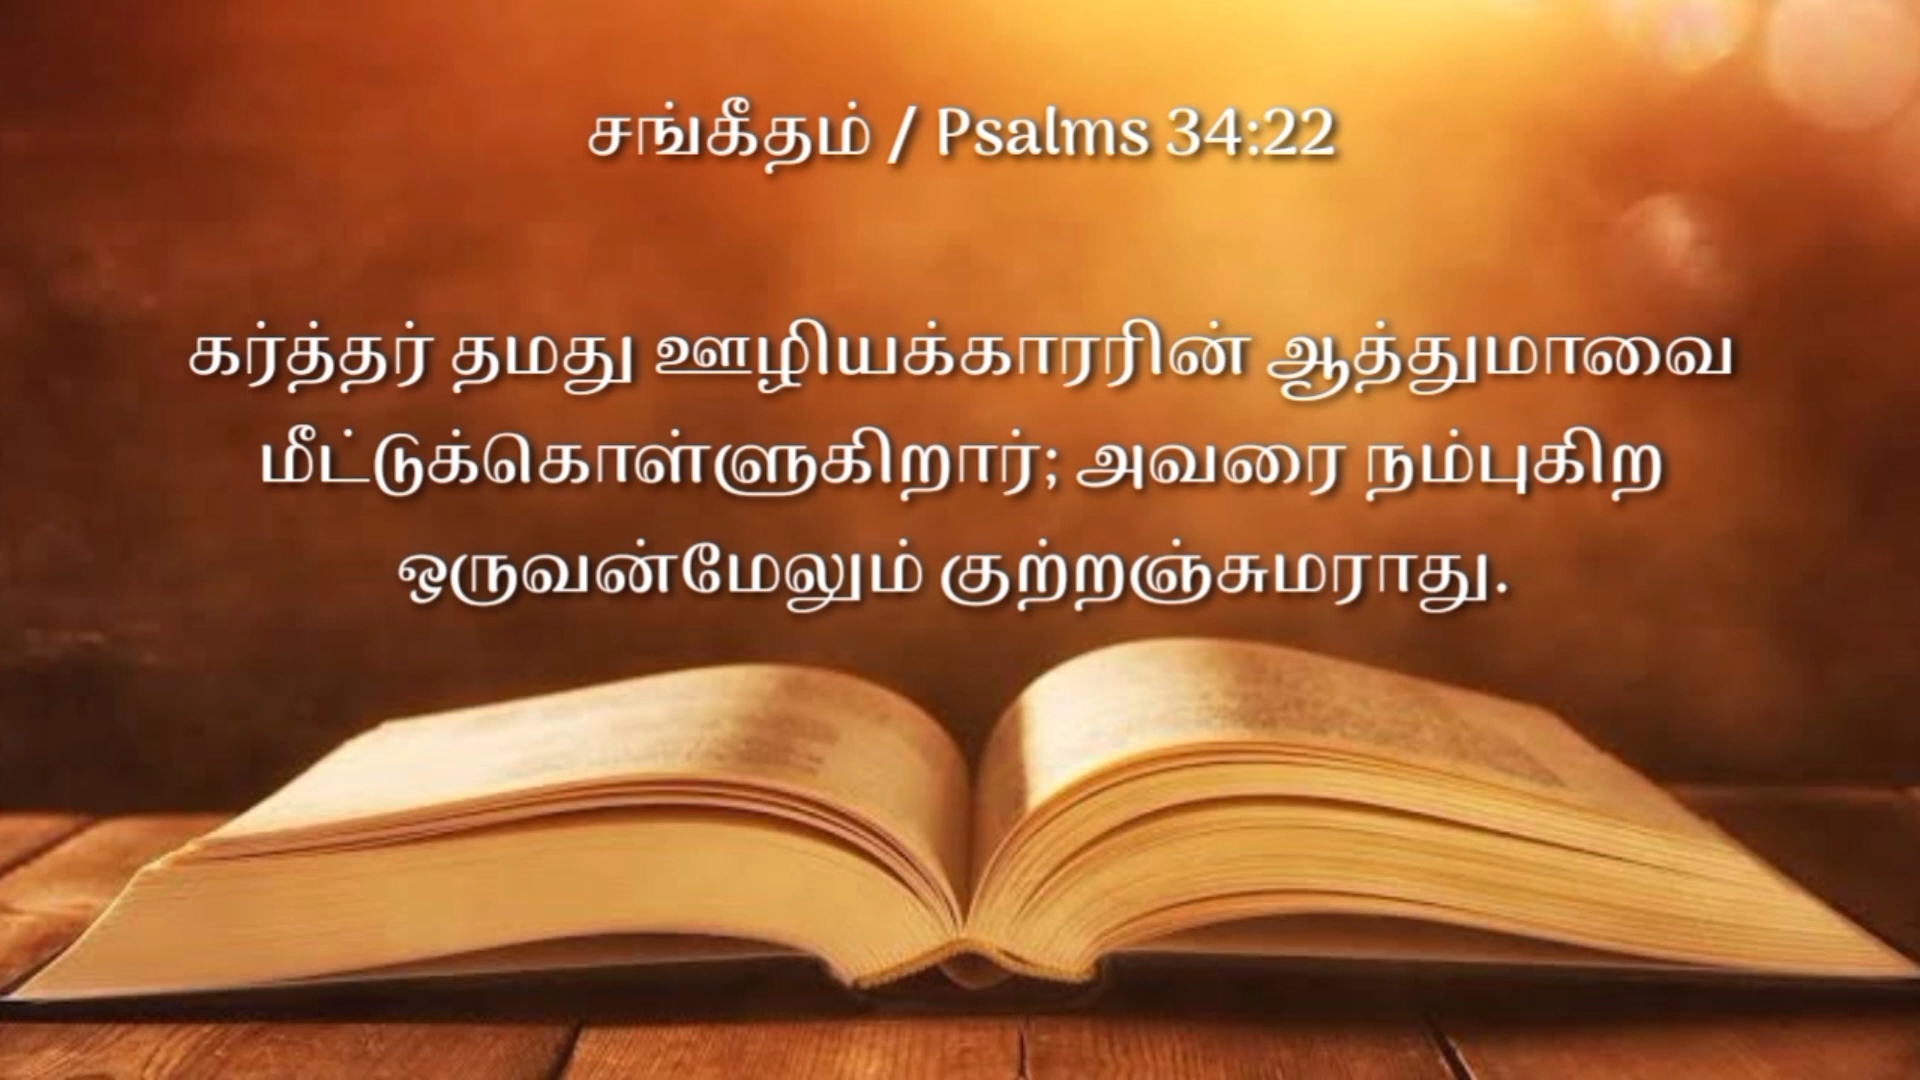 சங்கீதம் / Psalms 34:22
கர்த்தர் தமது ஊழியக்காரரின் ஆத்துமாவை
மீட்டுக்கொள்ளுகிறார்; அவரை நம்புகிற
ஒருவன்மேலும் குற்றஞ்சுமராது.